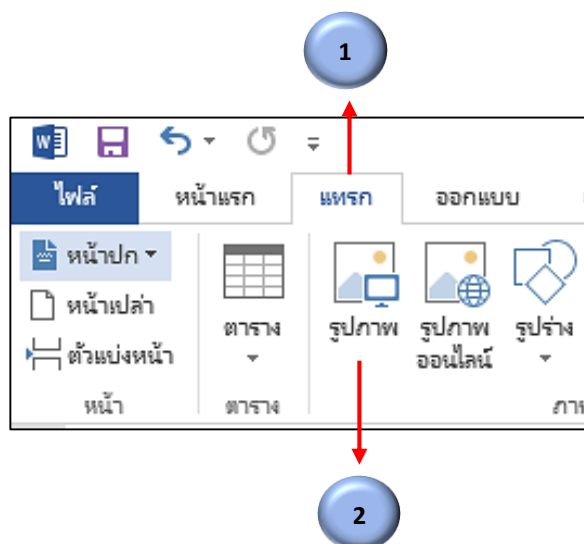 1
ไฟล์ หน้าแรก แทรก ออกแบบ
หน้าปก
หน้าเปล่า
ตัวแบ่งหน้า
ตาราง
รูปภาพ
รูปภาพ
ออนไลน์
รูปร่าง
หน้า
ตาราง
2